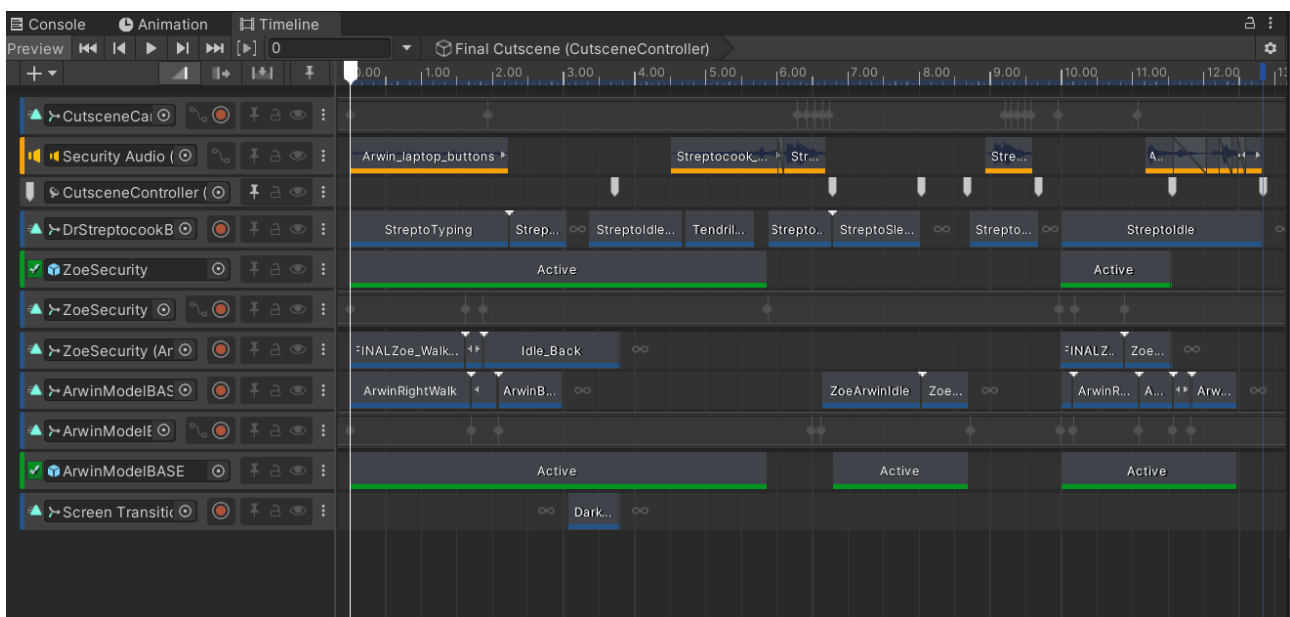 Console Animation Timeline
Preview 0 Final Cutscene (CutsceneController)
0.00 1.00 2.00 3.00 4.00 5.00 6.00 7.00 8.00 9.00 10.00 11.00 12.00 13
CutsceneCa
Security Audio ( Arwin_laptop_buttons Streptocook_... Str... Stre... A..
CutsceneController (
DrStreptocookB StreptoTyping Strep... StreptoIdle... Tendril... Strepto.. StreptoSle... Strepto... StreptoIdle
ZoeSecurity Active Active
ZoeSecurity
ZoeSecurity (Ar FINALZoe_Walk... Idle_Back FINALZ.. Zoe...
ArwinModelBAS ArwinRightWalk ArwinB... ZoeArwinIdle Zoe... ArwinR... A... Arw...
ArwinModelE
ArwinModelBASE Active Active Active
Screen Transitic Dark...